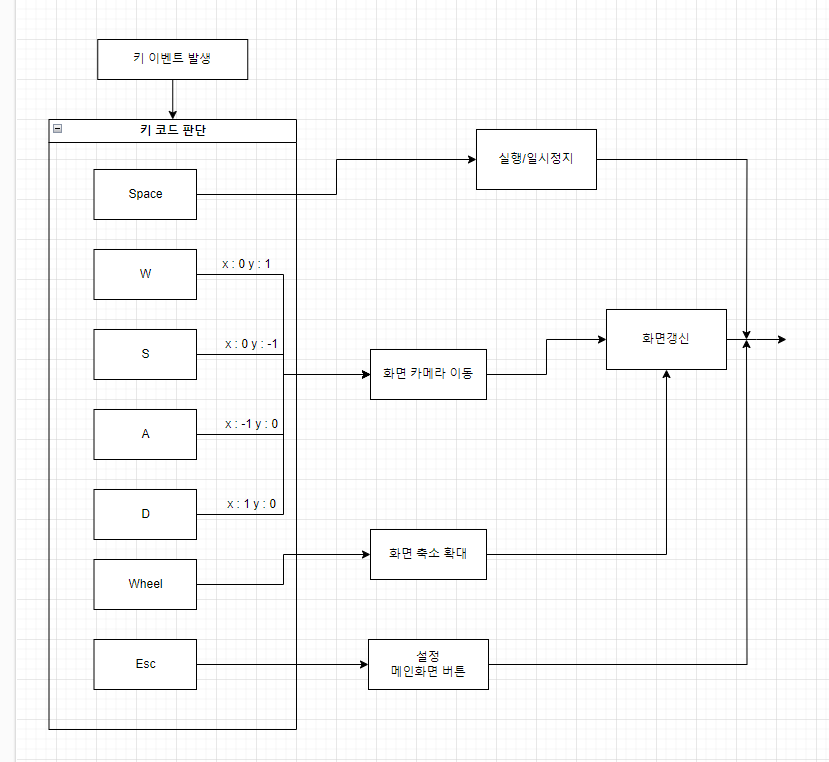 키 이벤트 발생
키 코드 판단
실행/일시정지
Space
x : 0 y : 1
W
화면갱신
x : 0 y : -1
S
화면 카메라 이동
x : -1 y : 0
A
x : 1 y : 0
D
화면 축소 확대
Wheel
설정
메인화면 버튼
Esc